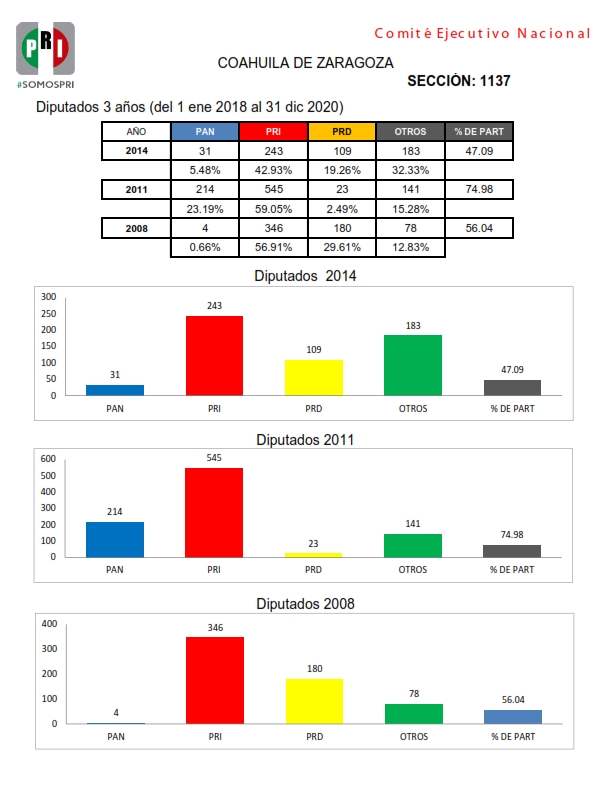 Comité Ejecutivo Nacional
PRI
#SOMOSPRI
COAHUILA DE ZARAGOZA
SECCIÓN: 1137
Diputados 3 años (del 1 ene 2018 al 31 dic 2020)
AÑO PAN PRI PRD OTROS % DE PART
2014 31 243 109 183 47.09
5.48% 42.93% 19.26% 32.33%
2011 214 545 23 141 74.98
23.19% 59.05% 2.49% 15.28%
2008 4 346 180 78 56.04
0.66% 56.91% 29.61% 12.83%
Diputados 2014
300
250
200
150
100
50
0
31 243 109 183 47.09
PAN PRI PRD OTROS % DE PART
Diputados 2011
600
500
400
300
200
100
0
214 545 23 141 74.98
PAN PRI PRD OTROS % DE PART
Diputados 2008
400
300
200
100
0
4 346 180 78 56.04
PAN PRI PRD OTROS % DE PART